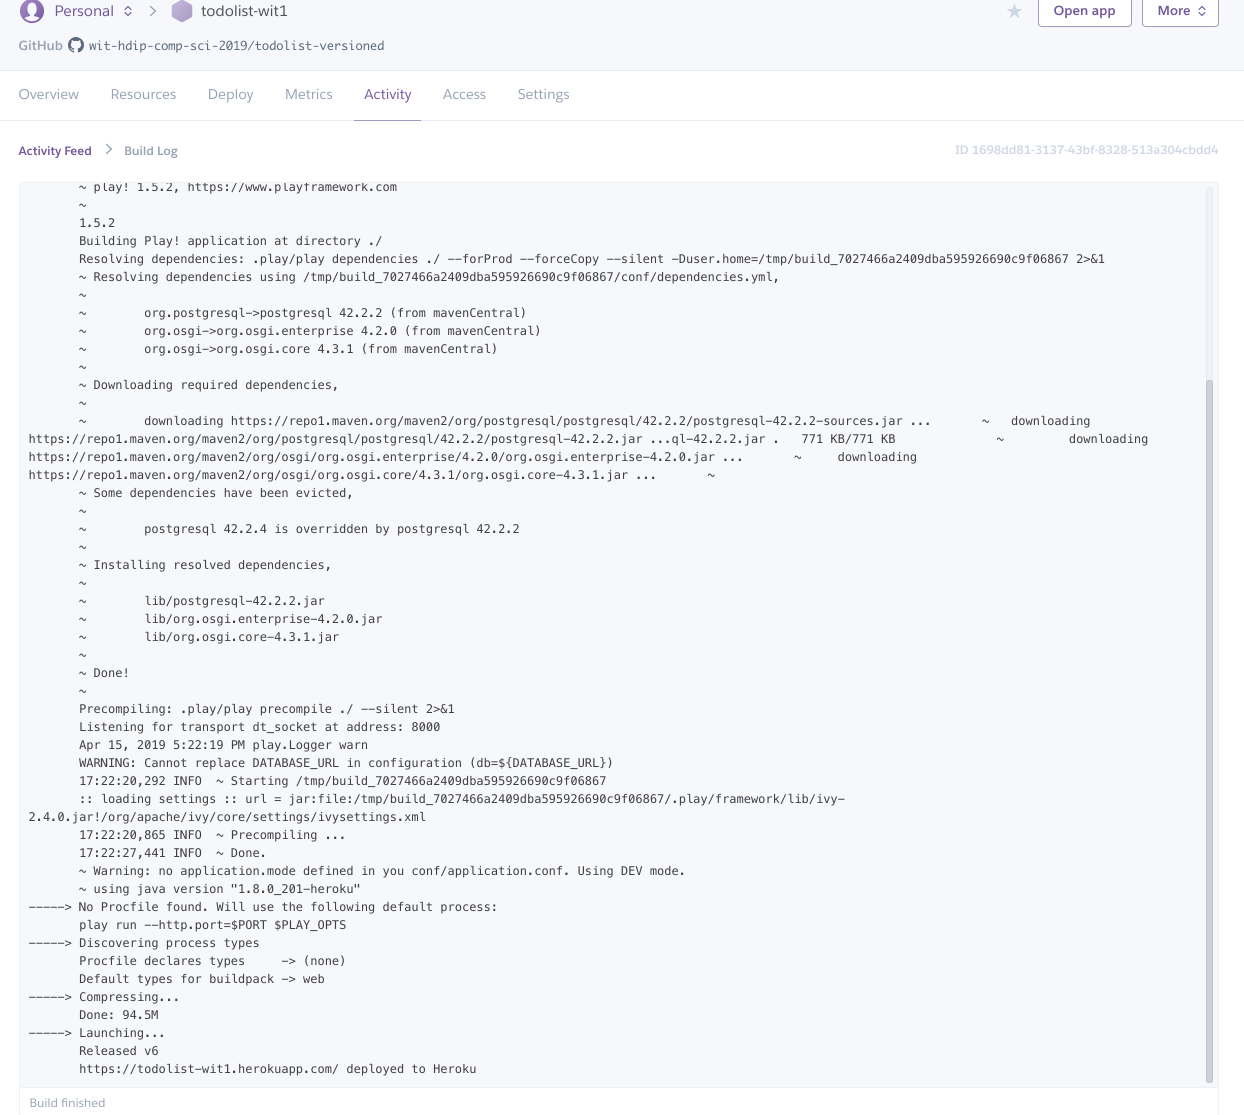 Personal > todolist-wit1 Open app More
GitHub wit-hdip-comp-sci-2019/todolist-versioned
Overview Resources Deploy Metrics Activity Access Settings
Activity Feed > Build Log ID 1698dd81-3137-43bf-8328-513a304cbdd4
~ play! 1.5.2, https://www.playframework.com
~
1.5.2
Building Play! application at directory ./
Resolving dependencies: .play/play dependencies ./ --forProd --forceCopy --silent -Duser.home=/tmp/build_7027466a2409dba595926690c9f06867 2>&1
~ Resolving dependencies using /tmp/build_7027466a2409dba595926690c9f06867/conf/dependencies.yml,
~
~ org.postgresql->postgresql 42.2.2 (from mavenCentral)
~ org.osgi->org.osgi.enterprise 4.2.0 (from mavenCentral)
~ org.osgi->org.osgi.core 4.3.1 (from mavenCentral)
~
~ Downloading required dependencies,
~
~ downloading https://repo1.maven.org/maven2/org/postgresql/postgresql/42.2.2/postgresql-42.2.2-sources.jar ... ~ downloading
https://repo1.maven.org/maven2/org/postgresql/postgresql/42.2.2/postgresql-42.2.2.jar ...ql-42.2.2.jar . 771 KB/771 KB ~ downloading
https://repo1.maven.org/maven2/org/osgi/org.osgi.enterprise/4.2.0/org.osgi.enterprise-4.2.0.jar ... ~ downloading
https://repo1.maven.org/maven2/org/osgi/org.osgi.core/4.3.1/org.osgi.core-4.3.1.jar ... ~
~ Some dependencies have been evicted,
~
~ postgresql 42.2.4 is overridden by postgresql 42.2.2
~
~ Installing resolved dependencies,
~
~ lib/postgresql-42.2.2.jar
~ lib/org.osgi.enterprise-4.2.0.jar
~ lib/org.osgi.core-4.3.1.jar
~
~ Done!
~
Precompiling: .play/play precompile ./ --silent 2>&1
Listening for transport dt_socket at address: 8000
Apr 15, 2019 5:22:19 PM play.Logger warn
WARNING: Cannot replace DATABASE_URL in configuration (db=${DATABASE_URL})
17:22:20,292 INFO ~ Starting /tmp/build_7027466a2409dba595926690c9f06867
:: loading settings :: url = jar:file:/tmp/build_7027466a2409dba595926690c9f06867/.play/framework/lib/ivy-
2.4.0.jar!/org/apache/ivy/core/settings/ivysettings.xml
17:22:20,865 INFO ~ Precompiling ...
17:22:27,441 INFO ~ Done.
~ Warning: no application.mode defined in you conf/application.conf. Using DEV mode.
~ using java version "1.8.0_201-heroku"
-----> No Procfile found. Will use the following default process:
play run --http.port=$PORT $PLAY_OPTS
-----> Discovering process types
Procfile declares types -> (none)
Default types for buildpack -> web
-----> Compressing...
Done: 94.5M
-----> Launching...
Released v6
https://todolist-wit1.herokuapp.com/ deployed to Heroku
Build finished